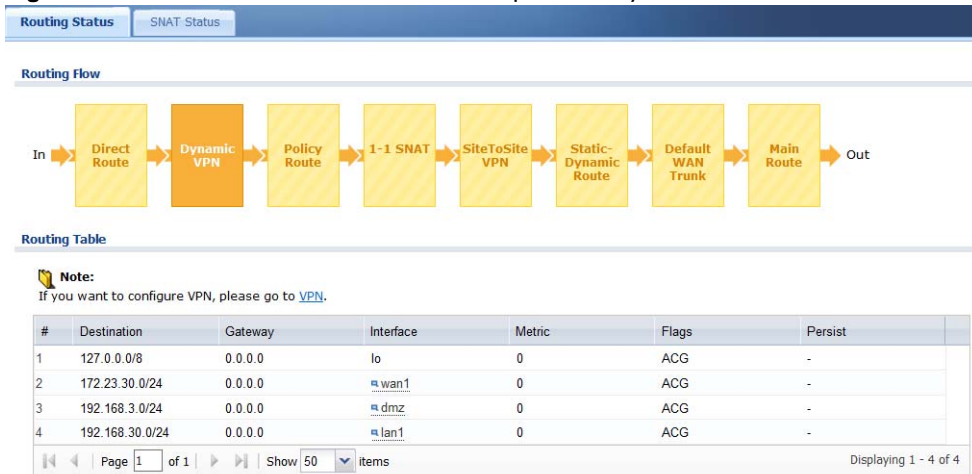 Routing Status SNAT Status
Routing Flow
In Direct Route Dynamic VPN Policy Route 1-1 SNAT SiteToSite VPN Static-Dynamic Route Default WAN Trunk Main Route Out
Routing Table
Note:
If you want to configure VPN, please go to VPN.
# Destination Gateway Interface Metric Flags Persist
1 127.0.0.0/8 0.0.0.0 lo 0 ACG -
2 172.23.30.0/24 0.0.0.0 wan1 0 ACG -
3 192.168.3.0/24 0.0.0.0 dmz 0 ACG -
4 192.168.30.0/24 0.0.0.0 lan1 0 ACG -
Page 1 of 1 Show 50 items Displaying 1 - 4 of 4